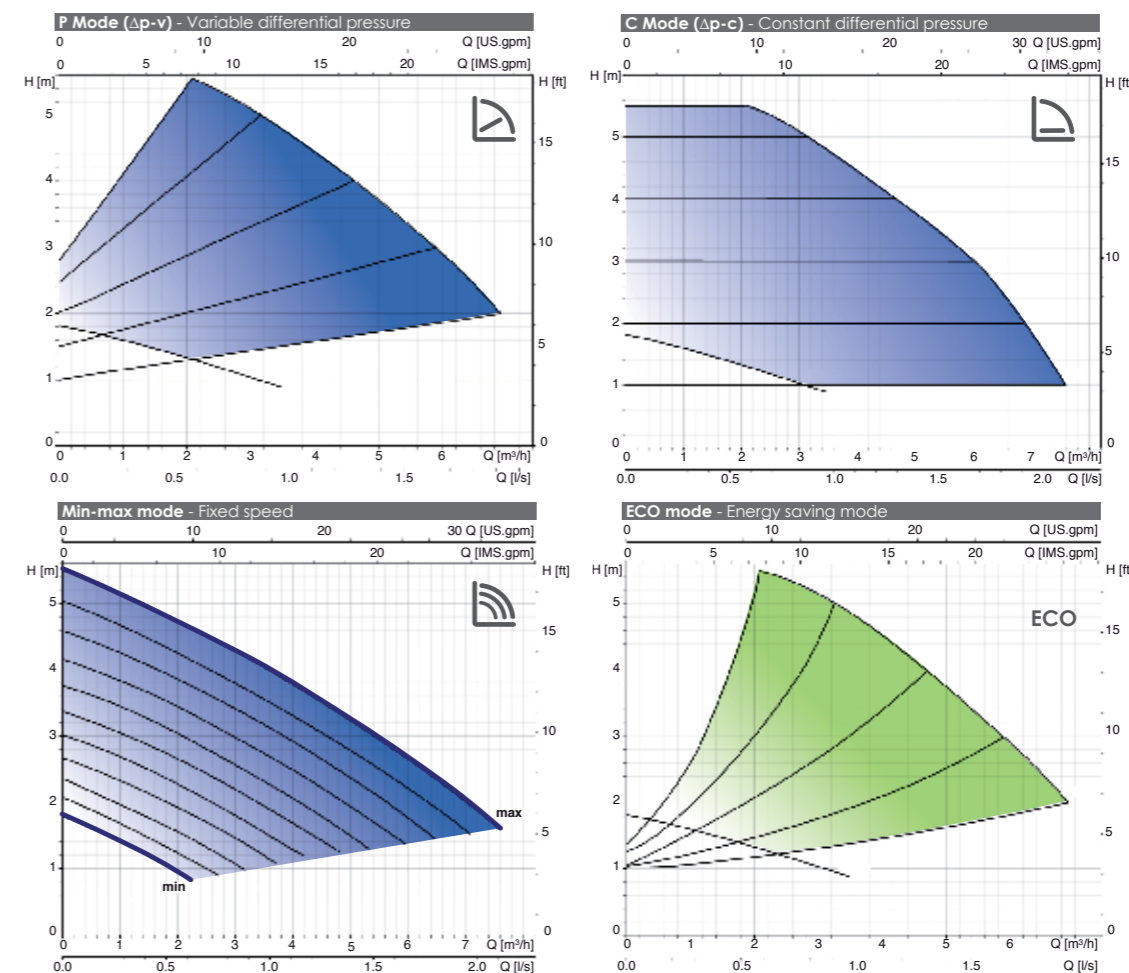 P Mode (Δp-v) - Variable differential pressure
0 10 20 Q [US.gpm]
0 5 10 15 20 Q [IMS.gpm]
H [m] H [ft]
5
15
4
3
10
2
5
1
0 0
0 1 2 3 4 5 6 Q [m³/h]
0.0 0.5 1.0 1.5 Q [l/s]
C Mode (Δp-c) - Constant differential pressure
0 10 20 30 Q [US.gpm]
0 10 20 Q [IMS.gpm]
H [m] H [ft
5
15
4
3
10
2
5
1
0 0
0 1 2 3 4 5 6 7 Q [m³/h]
0.0 0.5 1.0 1.5 2.0 Q [l/s]
Min-max mode - Fixed speed
0 10 20 30 Q [US.gpm]
0 10 20 Q [IMS.gpm]
H [m] H [ft]
5
15
4
3
10
2
max
5
1
min
0 0
0 1 2 3 4 5 6 7 Q [m³/h]
0.0 0.5 1.0 1.5 2.0 Q [l/s]
ECO mode - Energy saving mode
0 10 20 Q [US.gpm]
0 5 10 15 20 Q [IMS.gpm]
H [m] H [ft
5
ECO
15
4
3
10
2
5
1
0 0
0 1 2 3 4 5 6 Q [m³/h]
0.0 0.5 1.0 1.5 Q [l/s]